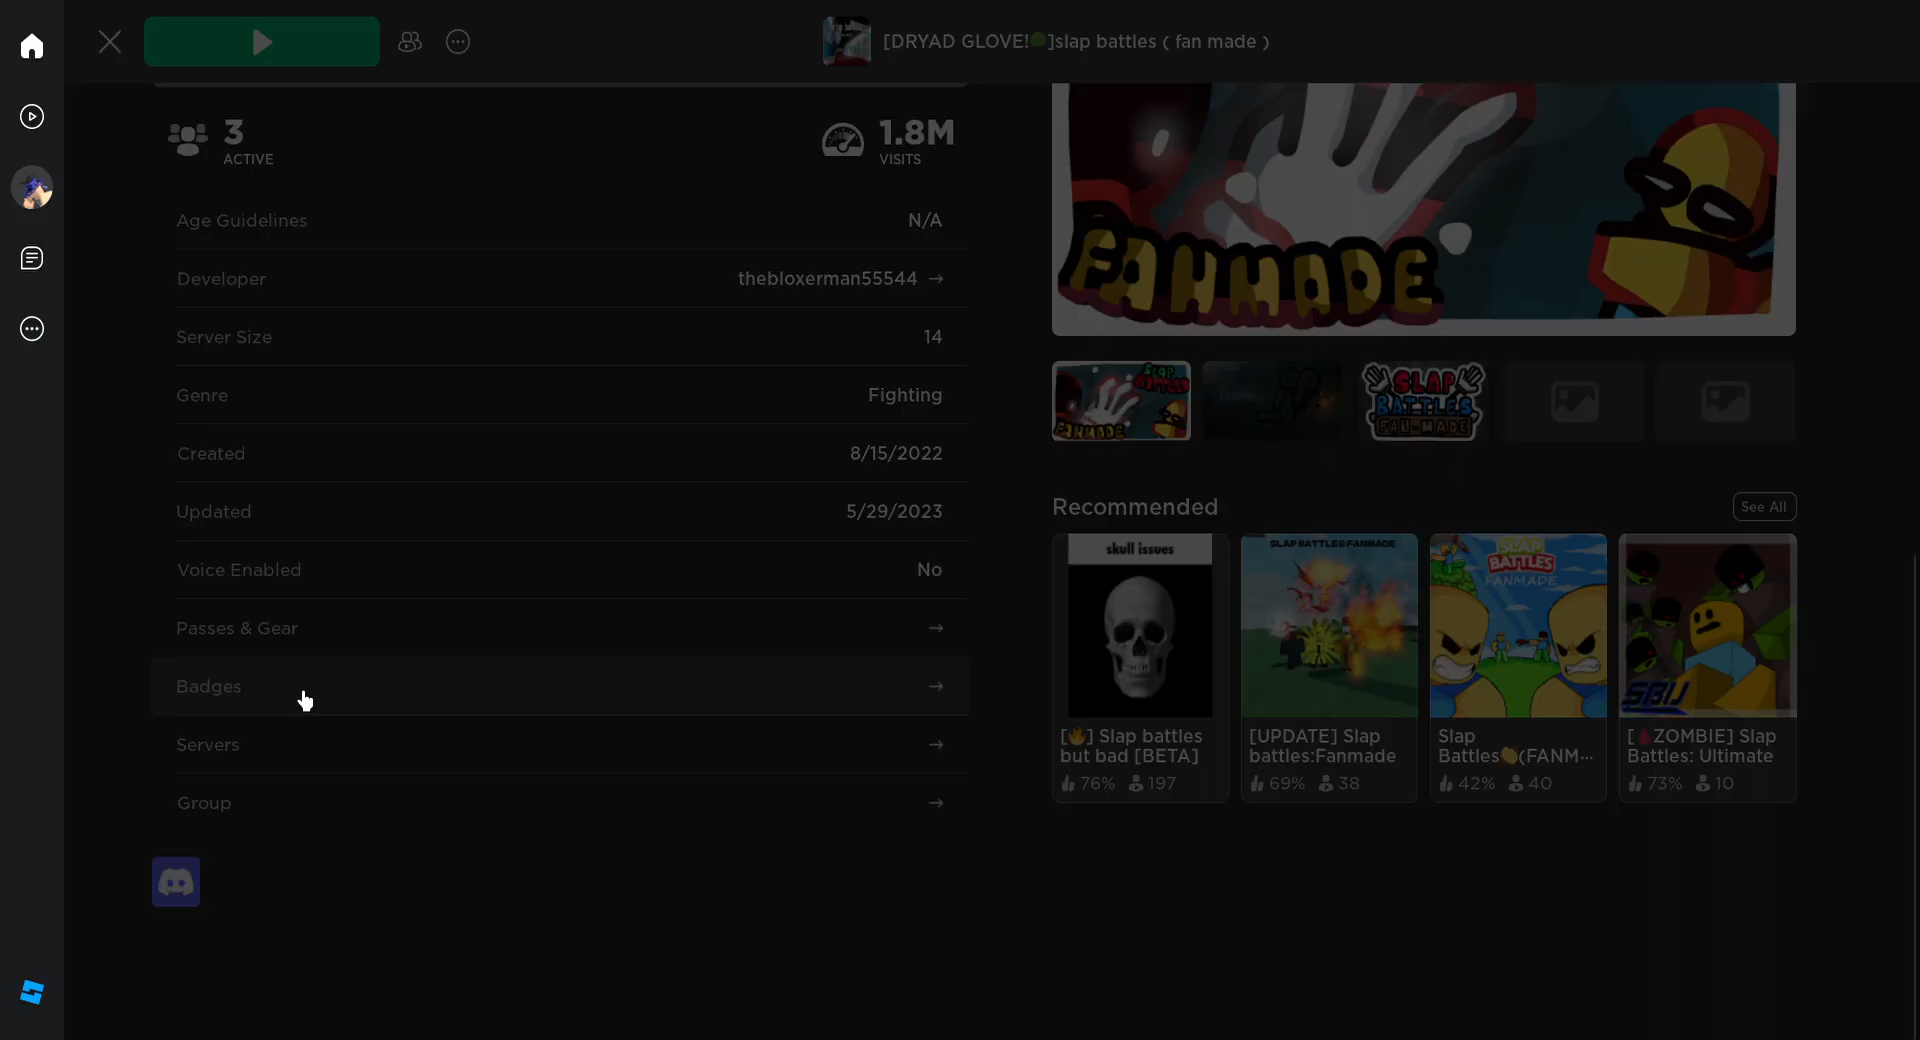 [DRYAD GLOVE!]slap battles ( fan made )
3
ACTIVE
1.8M
VISITS
Age Guidelines
N/A
Developer
thebloxerman55544 →
Server Size
14
Genre
Fighting
Created
8/15/2022
Updated
5/29/2023
Voice Enabled
No
Passes & Gear →
Badges →
Servers →
Group →
FANMADE
SLAP
BATTLES
FANMADE
SLAP
BATTLES
FAN-MADE
Recommended
See All
skull issues
[🔥] Slap battles
but bad [BETA]
76% 197
SLAP BATTLES FANMADE
[UPDATE] Slap
battles:Fanmade
69% 38
SLAP
BATTLES
FANMADE
Slap
Battles👏(FANM...
42% 40
SBU
[🩸ZOMBIE] Slap
Battles: Ultimate
73% 10